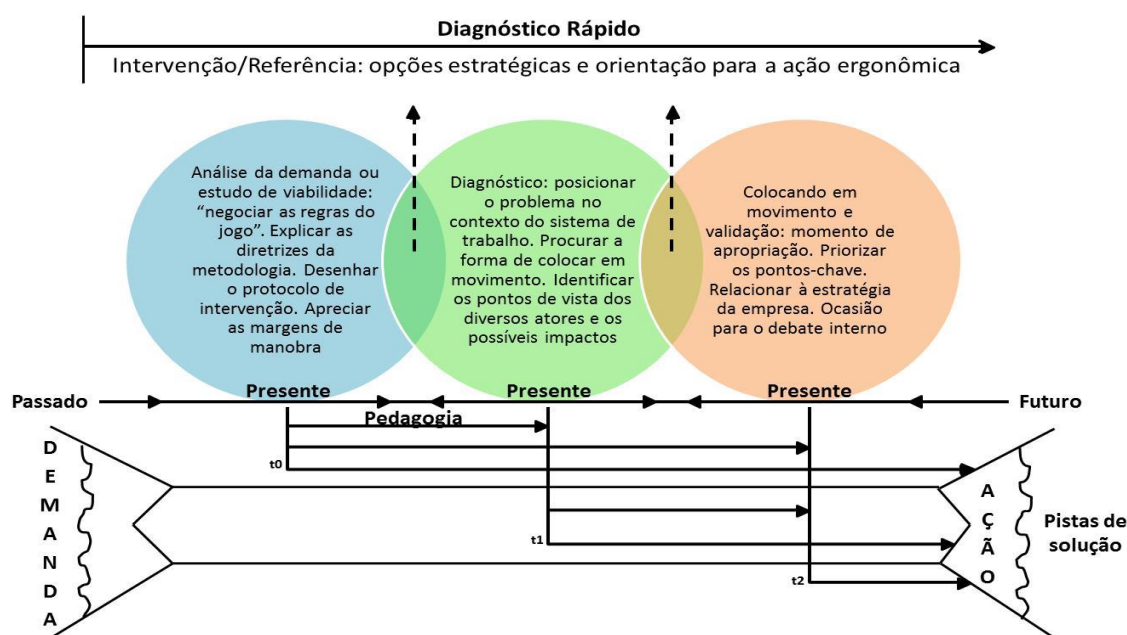 Diagnóstico Rápido
Intervenção/Referência: opções estratégicas e orientação para a ação ergonômica
Análise da demanda ou
estudo de viabilidade:
“negociar as regras do
jogo”. Explicar as
diretrizes da
metodologia. Desenhar
o protocolo de
intervenção. Apreciar
as margens de
manobra
Diagnóstico: posicionar
o problema no
contexto do sistema de
trabalho. Procurar a
forma de colocar em
movimento. Identificar
os pontos de vista dos
diversos atores e os
possíveis impactos
Colocando em
movimento e
validação: momento de
apropriação. Priorizar
os pontos-chave.
Relacionar à estratégia
da empresa. Ocasião
para o debate interno
Passado
Presente
Presente
Presente
Futuro
Pedagogia
t0
t1
t2
D
E
M
A
N
D
A
A
Ç
Ã
O
Pistas de
solução